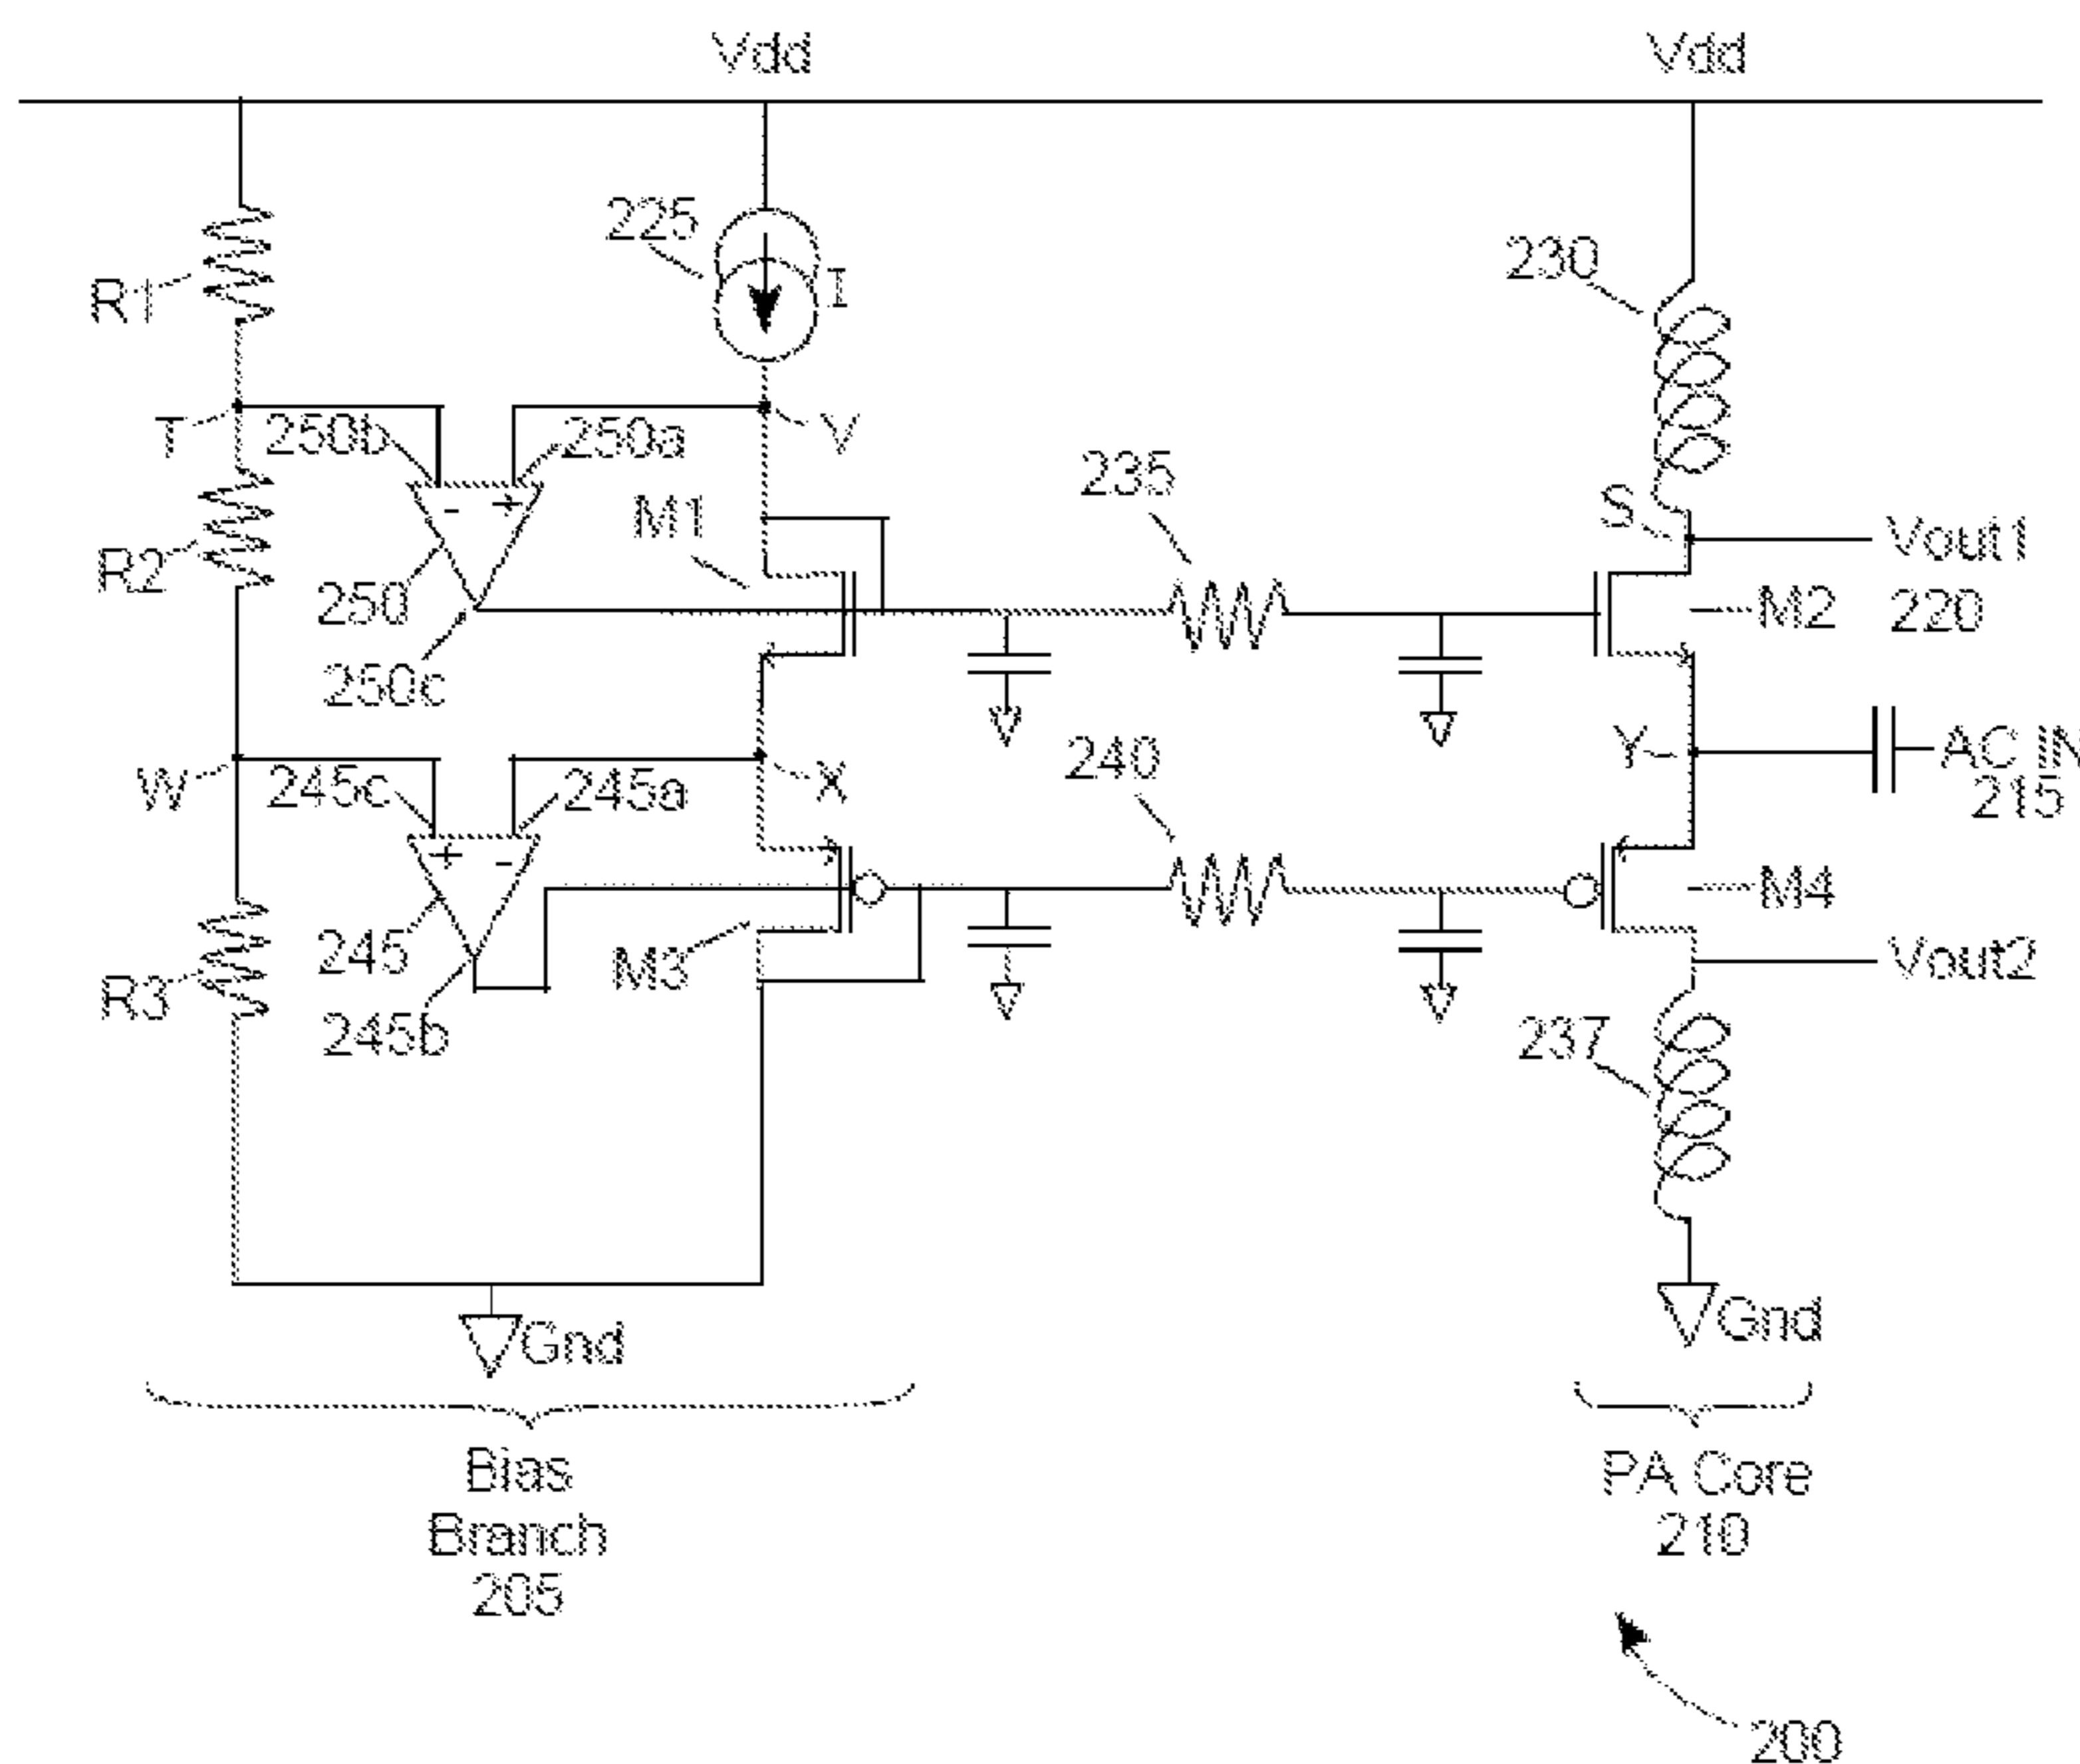 Vdd
Vdd
225
I
230
R1
T
250b
250a
V
235
S
Vout1
M1
-
+
R2
250
M2
220
250c
240
Y
AC IN
215
W
245c
245a
X
+
-
M4
245
M3
Vout2
R3
245b
237
Gnd
Gnd
Bias
Branch
205
PA Core
210
200